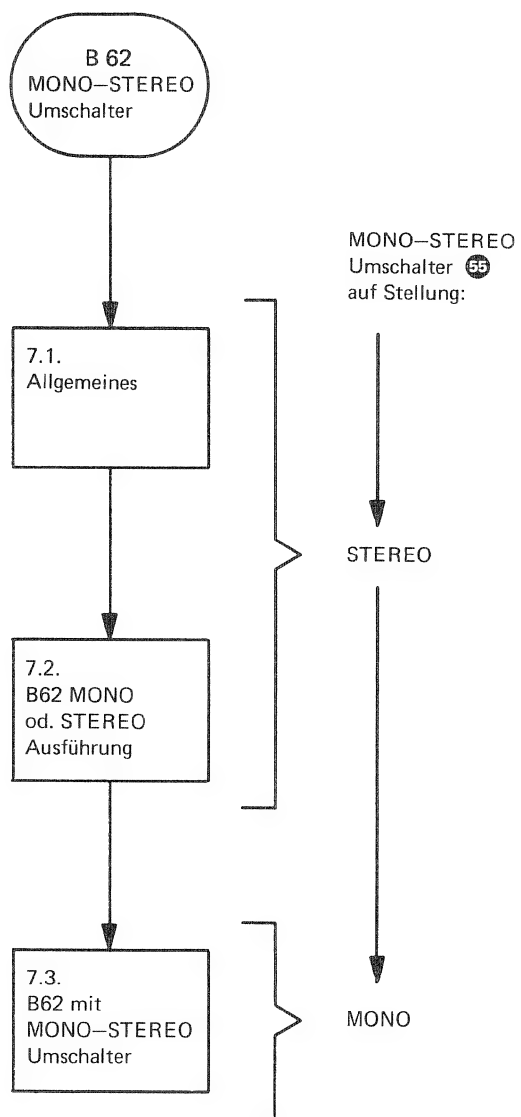 B 62
MONO–STEREO
Umschalter
MONO–STEREO
Umschalter 55
auf Stellung:
7.1.
Allgemeines
STEREO
7.2.
B62 MONO
od. STEREO
Ausführung
7.3.
B62 mit
MONO–STEREO
Umschalter
MONO